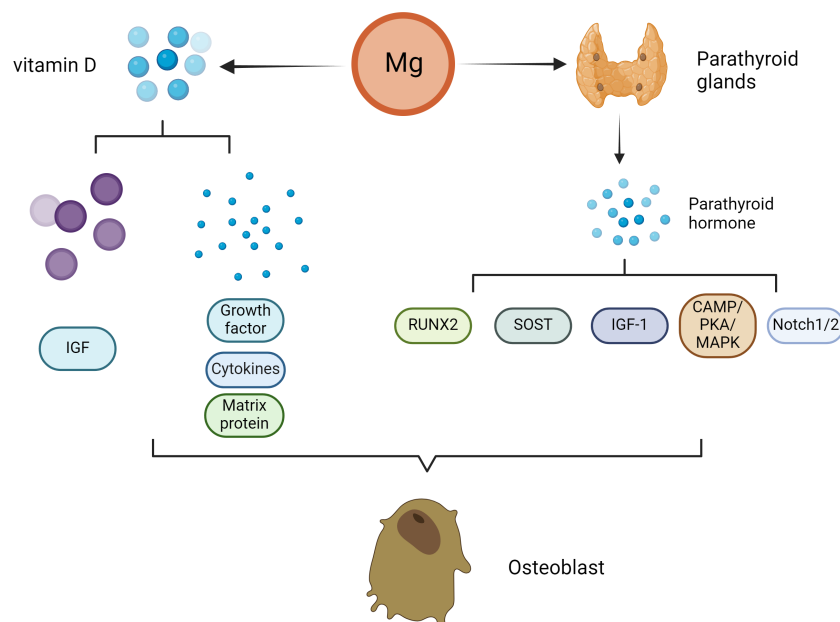 Mg
vitamin D
Parathyroid
glands
Parathyroid
hormone
IGF
Growth
factor
Cytokines
Matrix
protein
RUNX2
SOST
IGF-1
CAMP/
PKA/
MAPK
Notch1/2
Osteoblast